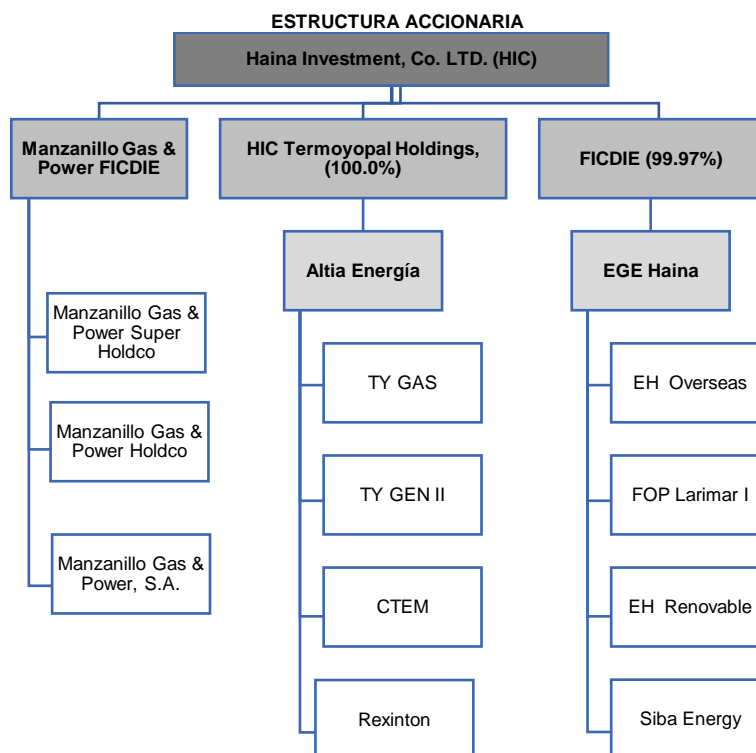 ESTRUCTURA ACCIONARIA
Haina Investment, Co. LTD. (HIC)
Manzanillo Gas &
Power FICDIE
HIC Termoyopal Holdings,
(100.0%)
FICDIE (99.97%)
Altia Energía
EGE Haina
Manzanillo Gas &
Power Super
Holdco
Manzanillo Gas &
Power Holdco
Manzanillo Gas &
Power, S.A.
TY GAS
TY GEN II
CTEM
Rexinton
EH Overseas
FOP Larimar I
EH Renovable
Siba Energy